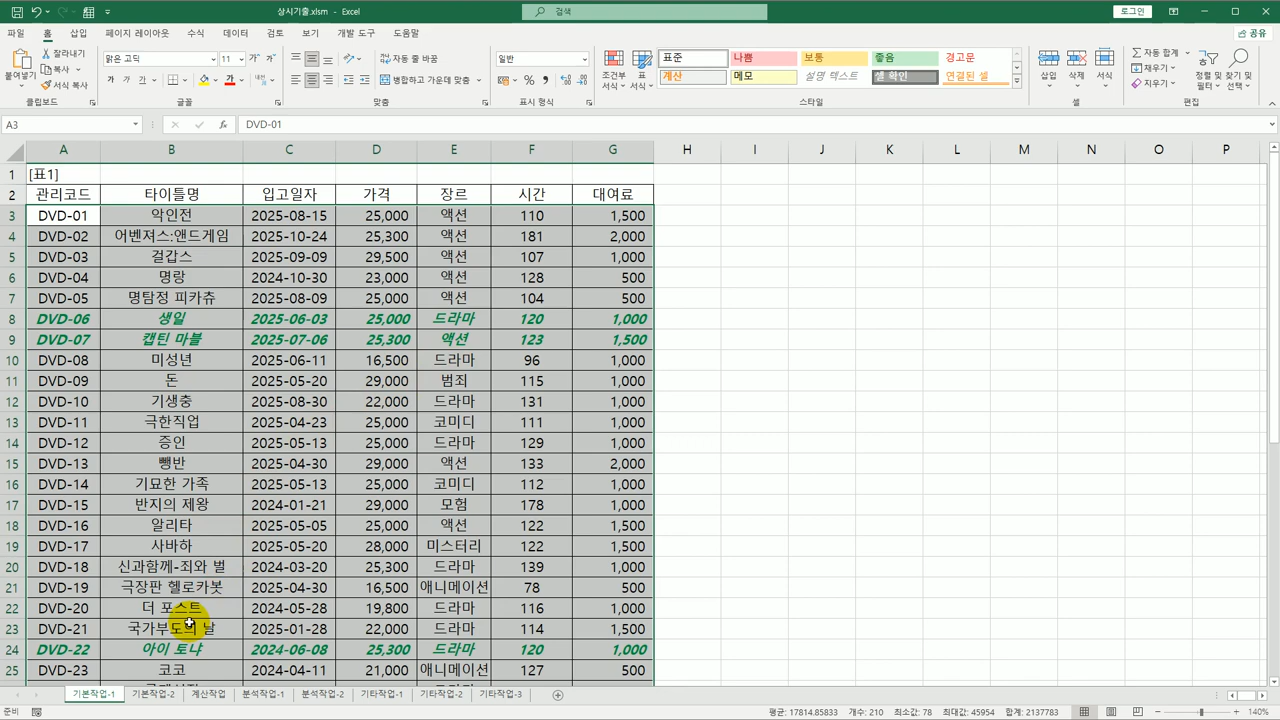 상시기출.xlsm - Excel
검색
로그인
파일 홈 삽입 페이지 레이아웃 수식 데이터 검토 보기 개발 도구 도움말
공유
붙여넣기 잘라내기 복사 서식 복사
맑은 고딕 11
자동 줄 바꿈
병합하고 가운데 맞춤
일반
조건부 서식 표 서식
표준 나쁨 보통 좋음 경고문
계산 메모 설명 텍스트 셀 확인 연결된 셀
삽입 삭제 서식
자동 합계 채우기 지우기
정렬 및 필터 찾기 및 선택
클립보드 글꼴 맞춤 표시 형식 스타일 셀 편집
A3 fx DVD-01
A B C D E F G H I J K L M N O P
1 [표1]
2 관리코드 타이틀명 입고일자 가격 장르 시간 대여료
3 DVD-01 악인전 2025-08-15 25,000 액션 110 1,500
4 DVD-02 어벤져스:앤드게임 2025-10-24 25,300 액션 181 2,000
5 DVD-03 걸갑스 2025-09-09 29,500 액션 107 1,000
6 DVD-04 명랑 2024-10-30 23,000 액션 128 500
7 DVD-05 명탐정 피카츄 2025-08-09 25,000 액션 104 500
8 DVD-06 생일 2025-06-03 25,000 드라마 120 1,000
9 DVD-07 캡틴 마블 2025-07-06 25,300 액션 123 1,500
10 DVD-08 미성년 2025-06-11 16,500 드라마 96 1,000
11 DVD-09 돈 2025-05-20 29,000 범죄 115 1,000
12 DVD-10 기생충 2025-08-30 22,000 드라마 131 1,000
13 DVD-11 극한직업 2025-04-23 25,000 코미디 111 1,000
14 DVD-12 증인 2025-05-13 25,000 드라마 129 1,000
15 DVD-13 뺑반 2025-04-30 29,000 액션 133 2,000
16 DVD-14 기묘한 가족 2025-05-13 25,000 코미디 112 1,000
17 DVD-15 반지의 제왕 2024-01-21 29,000 모험 178 1,000
18 DVD-16 알리타 2025-05-05 25,000 액션 122 1,500
19 DVD-17 사바하 2025-05-20 28,000 미스터리 122 1,500
20 DVD-18 신과함께-죄와 벌 2024-03-20 25,300 드라마 139 1,000
21 DVD-19 극장판 헬로카봇 2025-04-30 16,500 애니메이션 78 500
22 DVD-20 더 포스트 2024-05-28 19,800 드라마 116 1,000
23 DVD-21 국가부도의 날 2025-01-28 22,000 드라마 114 1,500
24 DVD-22 아이 토냐 2024-06-08 25,300 드라마 120 1,000
25 DVD-23 코코 2024-04-11 21,000 애니메이션 127 500
기본작업-1 기본작업-2 계산작업 분석작업-1 분석작업-2 기타작업-1 기타작업-2 기타작업-3
준비 평균: 17814.85833 개수: 210 최소값: 78 최대값: 45954 합계: 2137783 140%